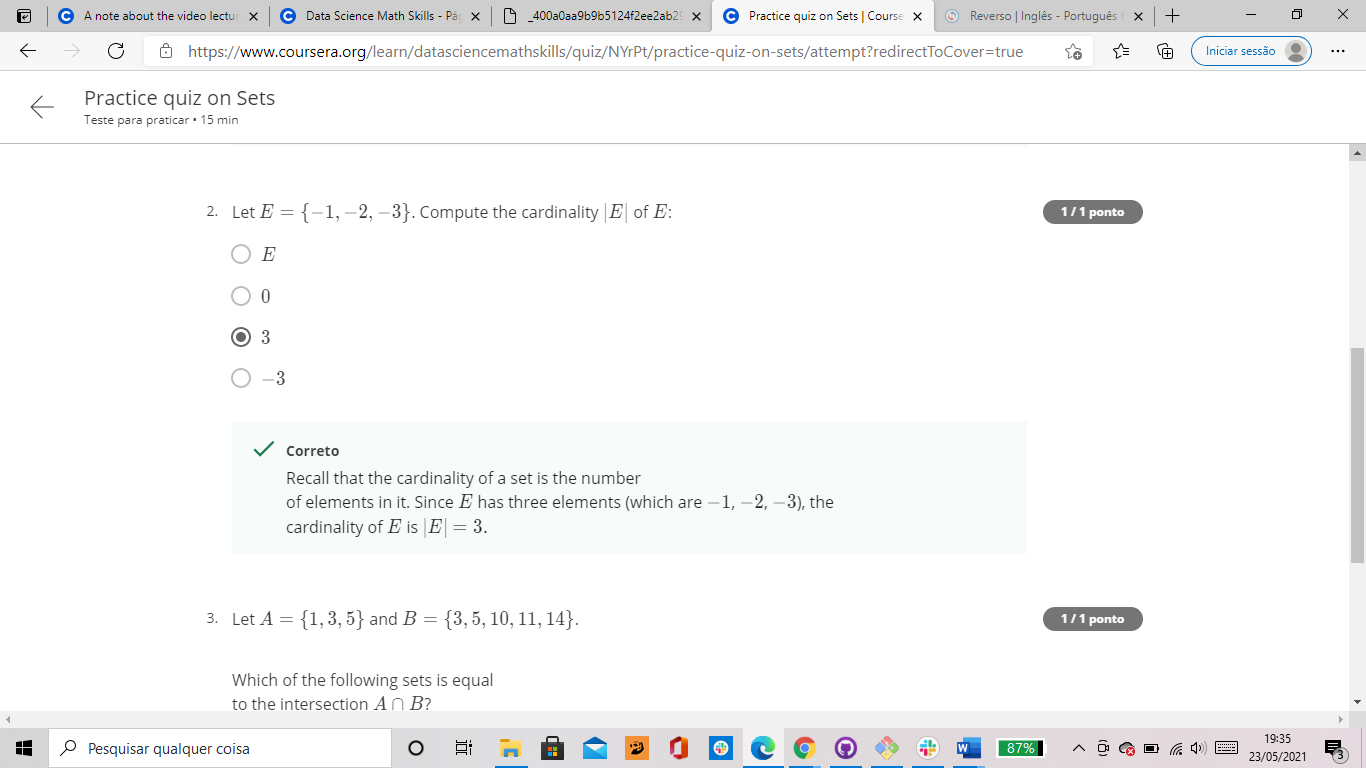 A note about the video lectur
Data Science Math Skills - Pág
_400a0aa9b9b5124f2ee2ab29
Practice quiz on Sets | Course
Reverso | Inglês - Português t
https://www.coursera.org/learn/datasciencemathskills/quiz/NYrPt/practice-quiz-on-sets/attempt?redirectToCover=true
Iniciar sessão
Practice quiz on Sets
Teste para praticar • 15 min
2. Let E = {−1, −2, −3}. Compute the cardinality |E| of E:
1 / 1 ponto
E
0
3
−3
Correto
Recall that the cardinality of a set is the number
of elements in it. Since E has three elements (which are −1, −2, −3), the
cardinality of E is |E| = 3.
3. Let A = {1, 3, 5} and B = {3, 5, 10, 11, 14}.
1 / 1 ponto
Which of the following sets is equal
to the intersection A ∩ B?
Pesquisar qualquer coisa
87%
19:35
23/05/2021
3